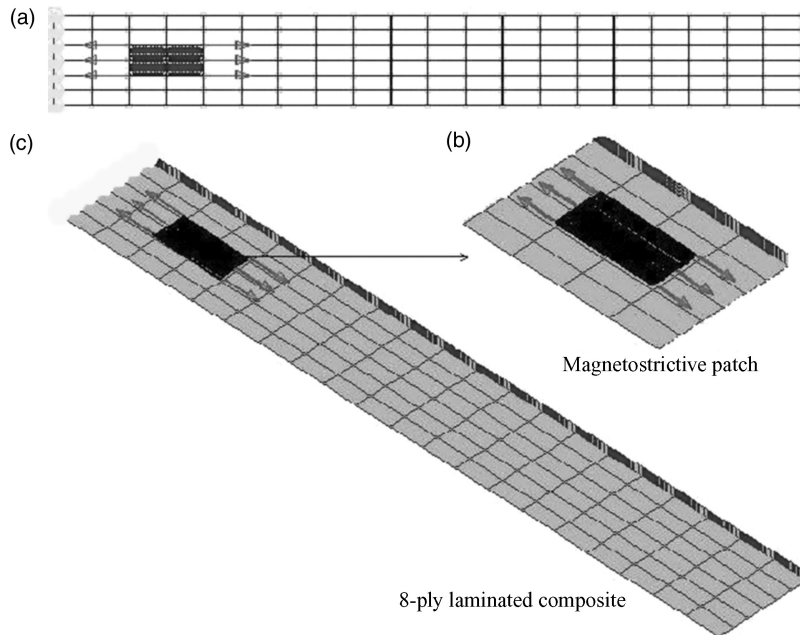 (a)
(c)
(b)
Magnetostrictive patch
8-ply laminated composite